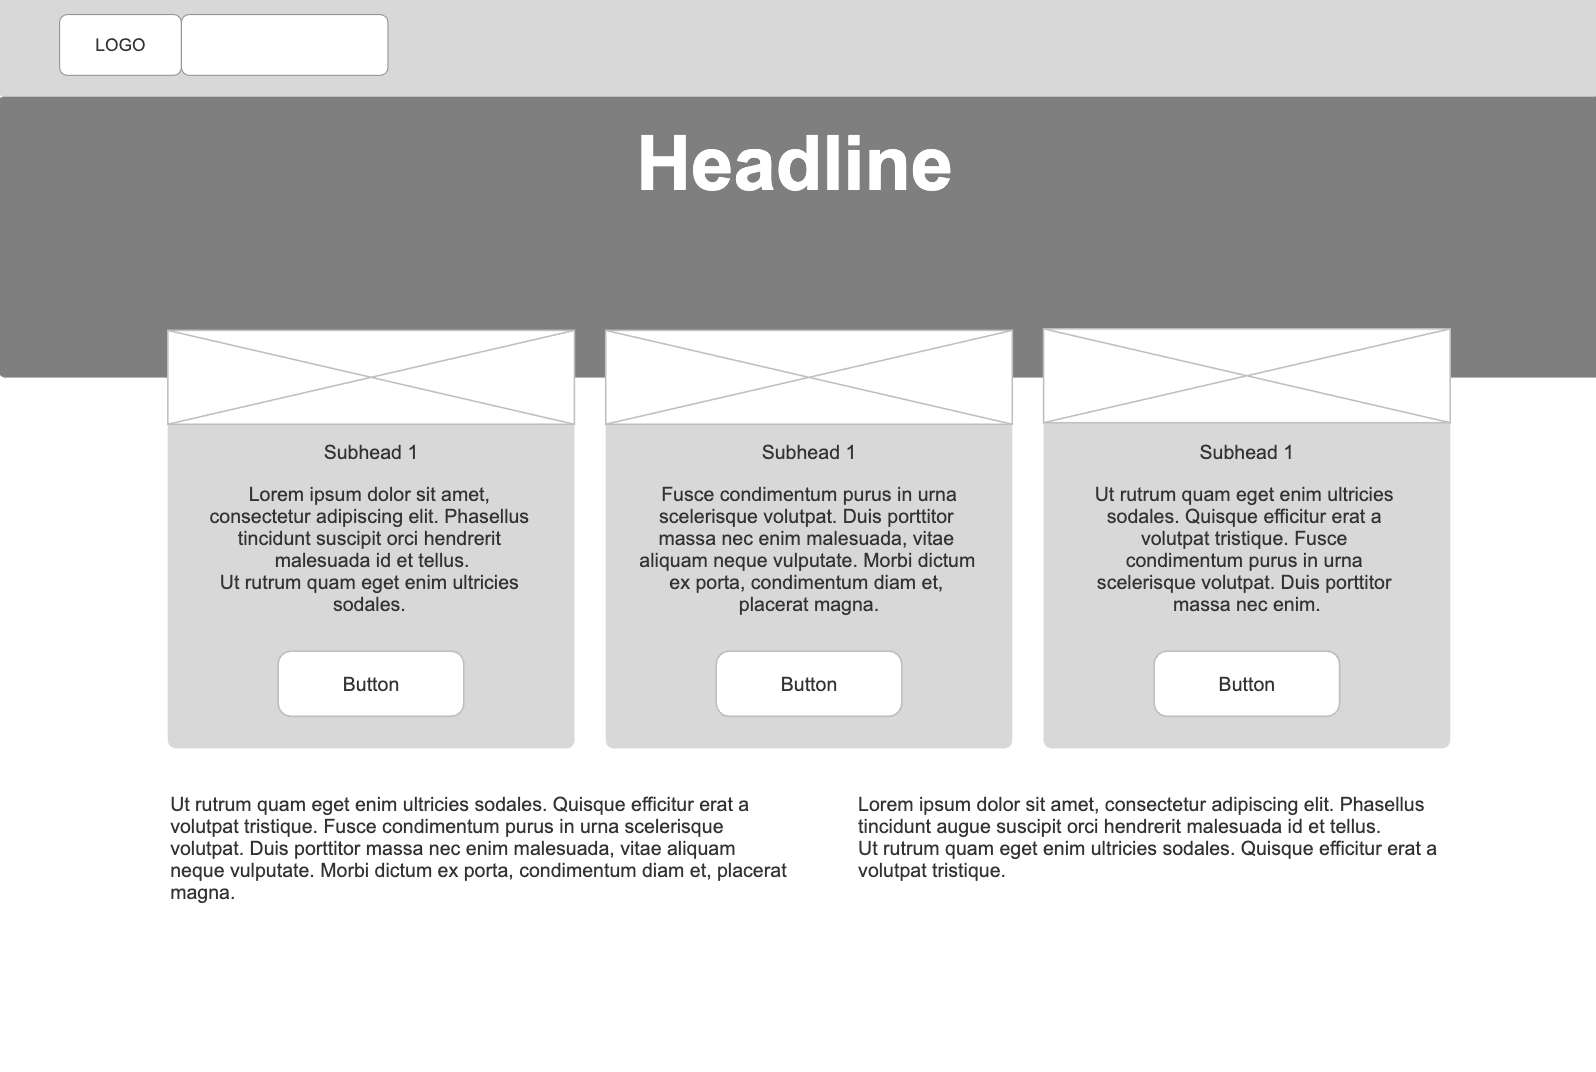 LOGO
Headline
Subhead 1
Lorem ipsum dolor sit amet,
consectetur adipiscing elit. Phasellus
tincidunt suscipit orci hendrerit
malesuada id et tellus.
Ut rutrum quam eget enim ultricies
sodales.
Button
Subhead 1
Fusce condimentum purus in urna
scelerisque volutpat. Duis porttitor
massa nec enim malesuada, vitae
aliquam neque vulputate. Morbi dictum
ex porta, condimentum diam et,
placerat magna.
Button
Subhead 1
Ut rutrum quam eget enim ultricies
sodales. Quisque efficitur erat a
volutpat tristique. Fusce
condimentum purus in urna
scelerisque volutpat. Duis porttitor
massa nec enim.
Button
Ut rutrum quam eget enim ultricies sodales. Quisque efficitur erat a
volutpat tristique. Fusce condimentum purus in urna scelerisque
volutpat. Duis porttitor massa nec enim malesuada, vitae aliquam
neque vulputate. Morbi dictum ex porta, condimentum diam et, placerat
magna.
Lorem ipsum dolor sit amet, consectetur adipiscing elit. Phasellus
tincidunt augue suscipit orci hendrerit malesuada id et tellus.
Ut rutrum quam eget enim ultricies sodales. Quisque efficitur erat a
volutpat tristique.